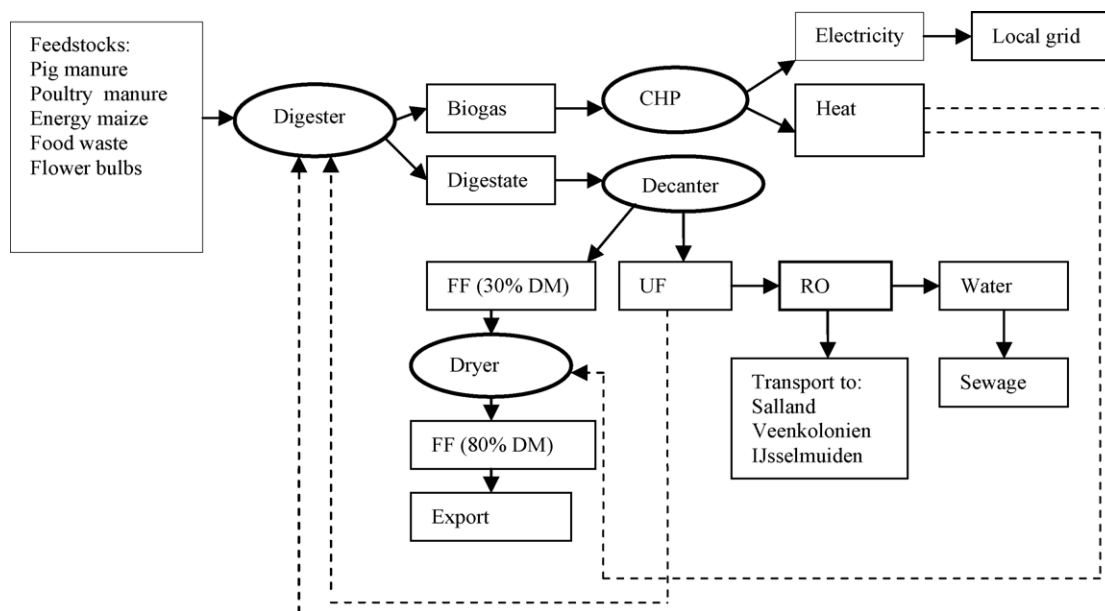 Feedstocks:
Pig manure
Poultry manure
Energy maize
Food waste
Flower bulbs
Digester
Biogas
CHP
Electricity
Local grid
Heat
Digestate
Decanter
FF (30% DM)
UF
RO
Water
Dryer
Transport to:
Salland
Veenkolonien
IJsselmuiden
Sewage
FF (80% DM)
Export